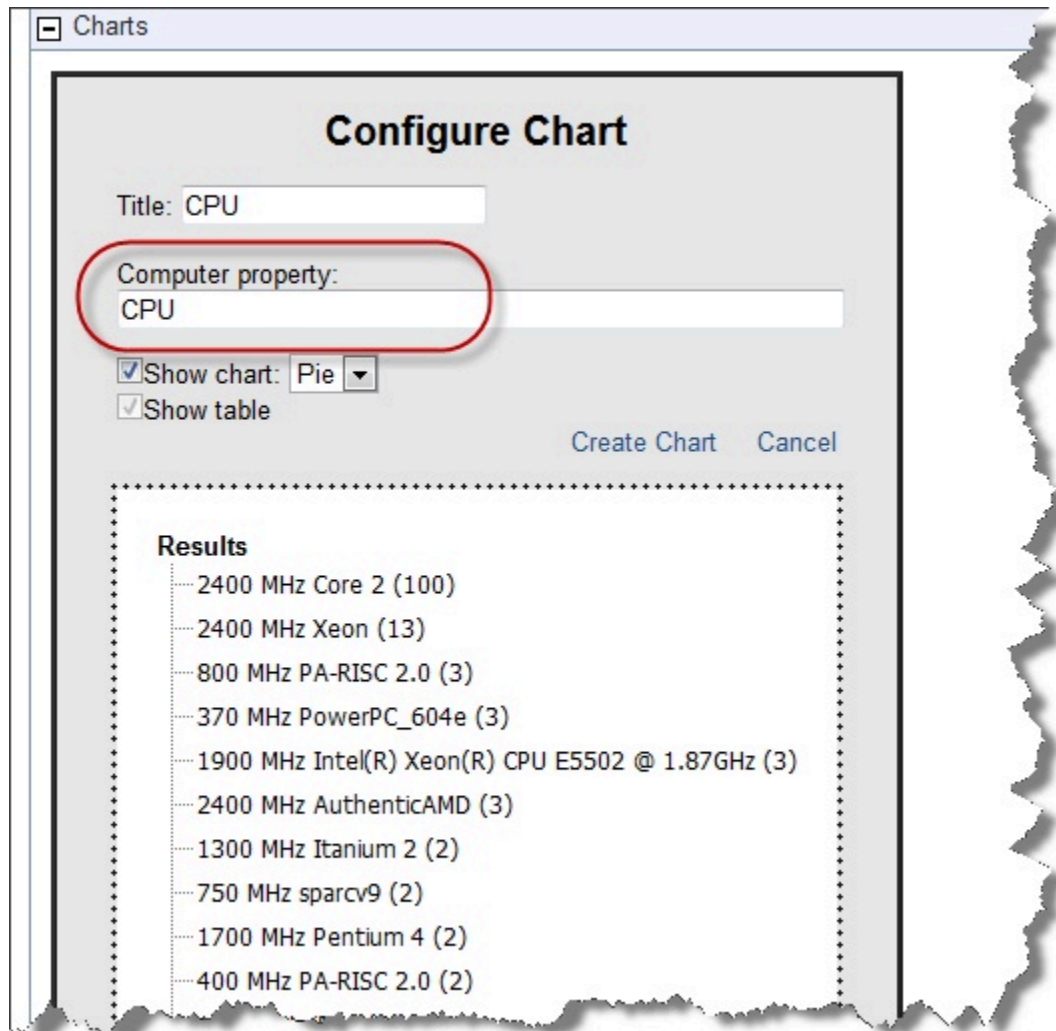 Charts
Configure Chart
Title: CPU
Computer property:
CPU
Show chart: Pie
Show table
Create Chart Cancel
Results
2400 MHz Core 2 (100)
2400 MHz Xeon (13)
800 MHz PA-RISC 2.0 (3)
370 MHz PowerPC_604e (3)
1900 MHz Intel(R) Xeon(R) CPU E5502 @ 1.87GHz (3)
2400 MHz AuthenticAMD (3)
1300 MHz Itanium 2 (2)
750 MHz sparcv9 (2)
1700 MHz Pentium 4 (2)
400 MHz PA-RISC 2.0 (2)